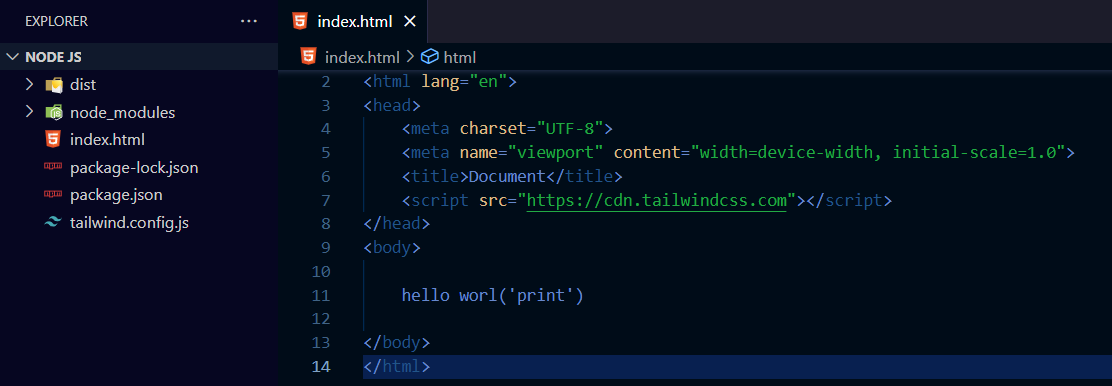 EXPLORER
NODE JS
dist
node_modules
index.html
package-lock.json
package.json
tailwind.config.js
index.html
index.html > html
2 <html lang="en">
3 <head>
4 <meta charset="UTF-8">
5 <meta name="viewport" content="width=device-width, initial-scale=1.0">
6 <title>Document</title>
7 <script src="https://cdn.tailwindcss.com"></script>
8 </head>
9 <body>
10
11 hello worl('print')
12
13 </body>
14 </html>